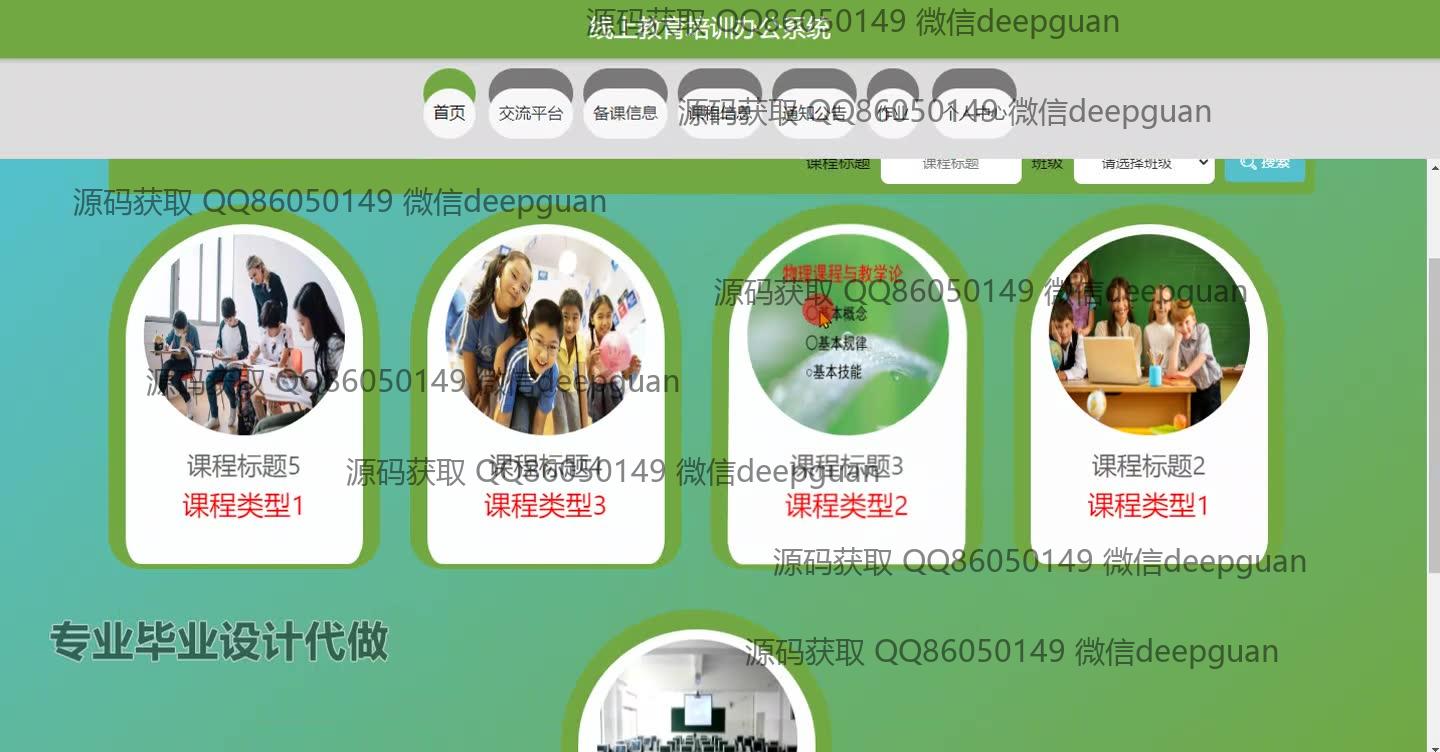 线上教育培训办公系统
源码获取 QQ86050149 微信deepguan
首页 交流平台 备课信息 课程信息 通知公告 作业 个人中心
源码获取 QQ86050149 微信deepguan
课程标题 课程标题 班级 请选择班级 搜索
源码获取 QQ86050149 微信deepguan
物理课程与教学论
源码获取 QQ86050149 微信deepguan
基本概念
○基本规律
○基本技能
源码获取 QQ86050149 微信deepguan
课程标题5 课程标题4 课程标题3 课程标题2
源码获取 QQ86050149 微信deepguan
课程类型1 课程类型3 课程类型2 课程类型1
源码获取 QQ86050149 微信deepguan
专业毕业设计代做
源码获取 QQ86050149 微信deepguan